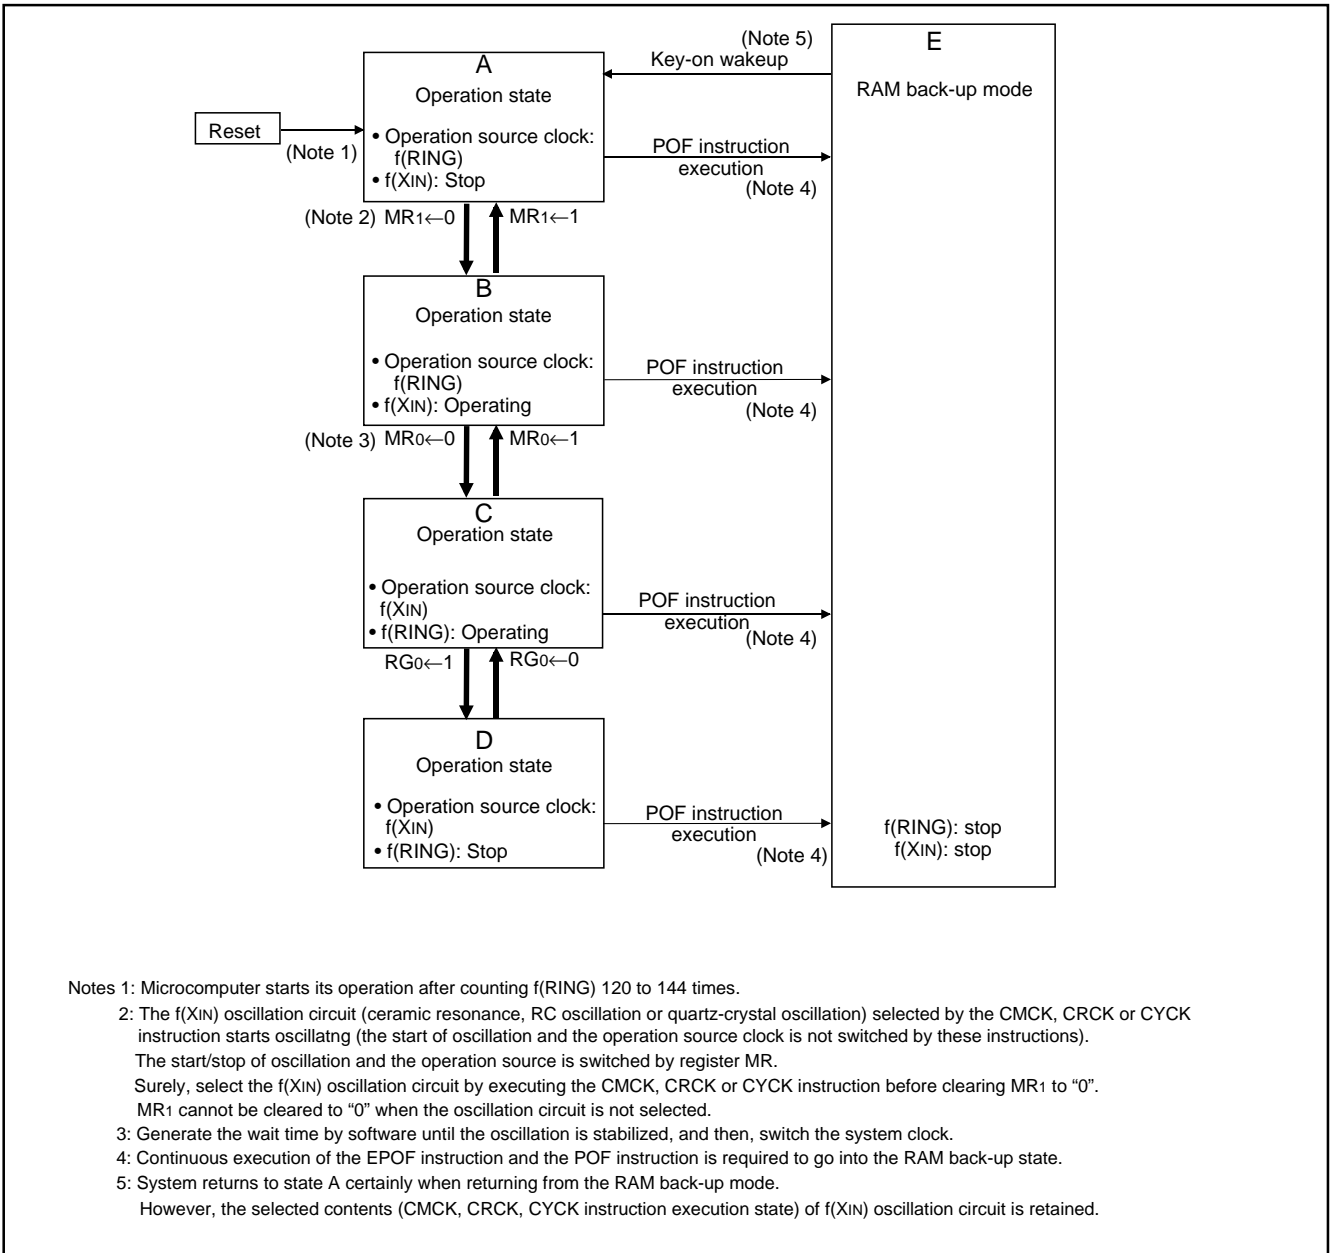 (Note 5)
Key-on wakeup
E
RAM back-up mode
A
Operation state
Reset
(Note 1)
• Operation source clock:
f(RING)
• f(XIN): Stop
POF instruction
execution
(Note 4)
(Note 2) MR1←0
MR1←1
B
Operation state
• Operation source clock:
f(RING)
• f(XIN): Operating
POF instruction
execution
(Note 4)
(Note 3) MR0←0
MR0←1
C
Operation state
• Operation source clock:
f(XIN)
• f(RING): Operating
POF instruction
execution
(Note 4)
RG0←1
RG0←0
D
Operation state
• Operation source clock:
f(XIN)
• f(RING): Stop
POF instruction
execution
(Note 4)
f(RING): stop
f(XIN): stop
Notes 1: Microcomputer starts its operation after counting f(RING) 120 to 144 times.
2: The f(XIN) oscillation circuit (ceramic resonance, RC oscillation or quartz-crystal oscillation) selected by the CMCK, CRCK or CYCK
instruction starts oscillatng (the start of oscillation and the operation source clock is not switched by these instructions).
The start/stop of oscillation and the operation source is switched by register MR.
Surely, select the f(XIN) oscillation circuit by executing the CMCK, CRCK or CYCK instruction before clearing MR1 to “0”.
MR1 cannot be cleared to “0” when the oscillation circuit is not selected.
3: Generate the wait time by software until the oscillation is stabilized, and then, switch the system clock.
4: Continuous execution of the EPOF instruction and the POF instruction is required to go into the RAM back-up state.
5: System returns to state A certainly when returning from the RAM back-up mode.
However, the selected contents (CMCK, CRCK, CYCK instruction execution state) of f(XIN) oscillation circuit is retained.